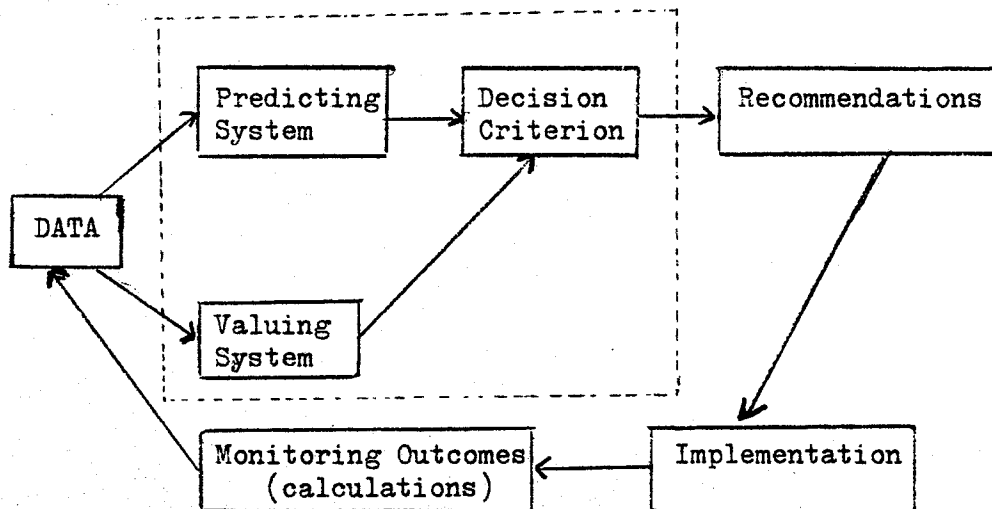 Predicting
System
Decision
Criterion
Recommendations
DATA
Valuing
System
Monitoring Outcomes
(calculations)
Implementation